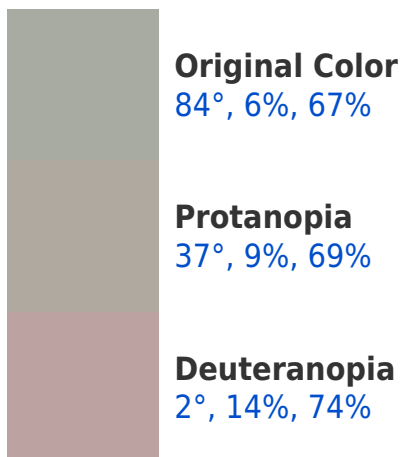 Original Color
84°, 6%, 67%
Protanopia
37°, 9%, 69%
Deuteranopia
2°, 14%, 74%